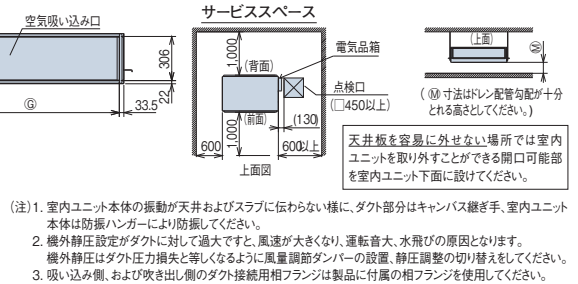 サービススペース
空気吸い込み口
306
22
Ⓖ
33.5
1,000
(背面)
電気品箱
点検口
(□450以上)
(前面)
(130)
1,000
600
600以上
上面図
(上面)
Ⓜ
( Ⓜ 寸法はドレン配管勾配が十分
とれる高さとしてください。)
天井板を容易に外せない場所では室内
ユニットを取り外すことができる開口可能部
を室内ユニット下面に設けてください。
(注)1. 室内ユニット本体の振動が天井およびスラブに伝わらない様に、ダクト部分はキャンバス継ぎ手、室内ユニット
本体は防振ハンガーにより防振してください。
2. 機外静圧設定がダクトに対して過大ですと、風速が大きくなり、運転音大、水飛びの原因となります。
機外静圧はダクト圧力損失と等しくなるように風量調節ダンパーの設置、静圧調整の切り替えをしてください。
3. 吸い込み側、および吹き出し側のダクト接続用相フランジは製品に付属の相フランジを使用してください。